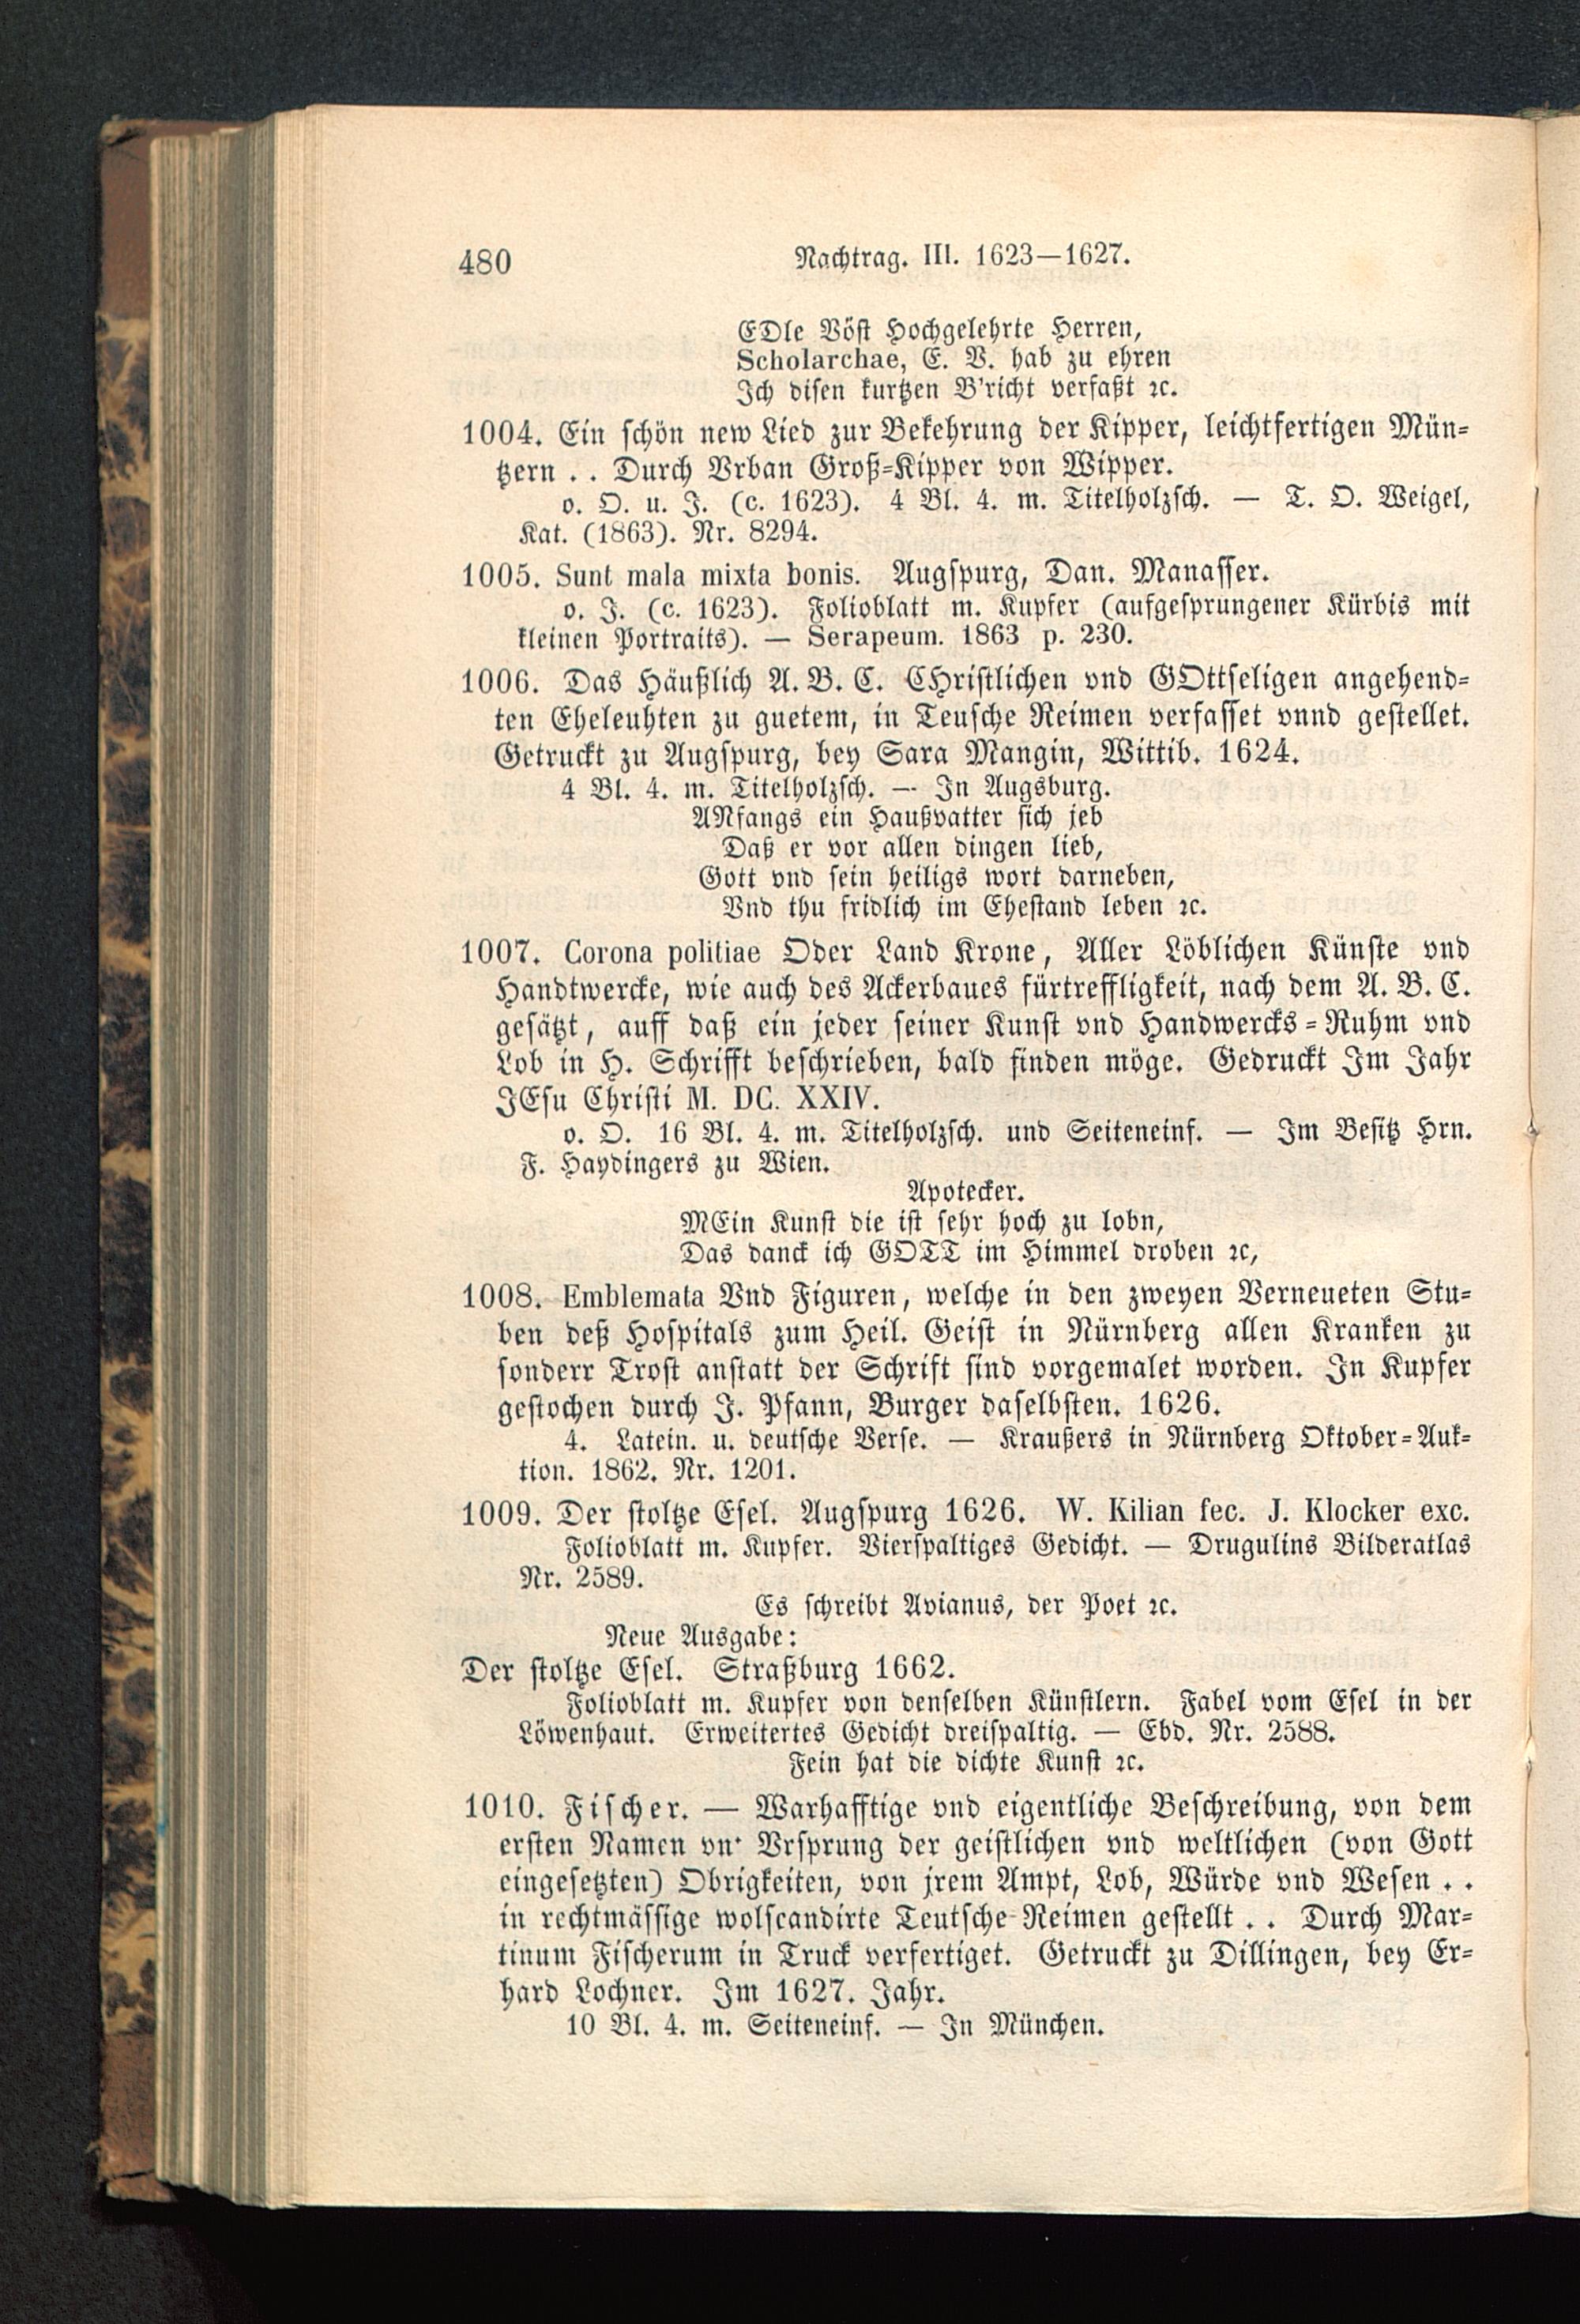 480
Nachtrag. III. 1623—1627.
EDle Vöst Hochgelehrte Herren,
Scholarchae, E. V. hab zu ehren
Ich disen kurtzen B'richt verfaßt ꝛc.
1004. Ein schön new Lied zur Bekehrung der Kipper, leichtfertigen Mün-
tzern . . Durch Vrban Groß-Kipper von Wipper.
o. O. u. J. (c. 1623). 4 Bl. 4. m. Titelholzsch. — T. O. Weigel,
Kat. (1863). Nr. 8294.
1005. Sunt mala mixta bonis. Augspurg, Dan. Manasser.
o. J. (c. 1623). Folioblatt m. Kupfer (aufgesprungener Kürbis mit
kleinen Portraits). — Serapeum. 1863 p. 230.
1006. Das Häußlich A. B. C. CHristlichen vnd GOttseligen angehend-
ten Eheleuhten zu guetem, in Teusche Reimen verfasset vnnd gestellet.
Getruckt zu Augspurg, bey Sara Mangin, Wittib. 1624.
4 Bl. 4. m. Titelholzsch. — In Augsburg.
ANfangs ein Haußvatter sich jeb
Daß er vor allen dingen lieb,
Gott vnd sein heiligs wort darneben,
Vnd thu fridlich im Ehestand leben ꝛc.
1007. Corona politiae Oder Land Krone, Aller Löblichen Künste vnd
Handtwercke, wie auch des Ackerbaues fürtreffligkeit, nach dem A. B. C.
gesätzt, auff daß ein jeder seiner Kunst vnd Handwercks-Ruhm vnd
Lob in H. Schrifft beschrieben, bald finden möge. Gedruckt Im Jahr
JEsu Christi M. DC. XXIV.
o. O. 16 Bl. 4. m. Titelholzsch. und Seiteneinf. — Im Besitz Hrn.
F. Haydingers zu Wien.
Apotecker.
MEin Kunst die ist sehr hoch zu lobn,
Das danck ich GOTT im Himmel droben ꝛc,
1008. Emblemata Vnd Figuren, welche in den zweyen Verneueten Stu-
ben deß Hospitals zum Heil. Geist in Nürnberg allen Kranken zu
sonderr Trost anstatt der Schrift sind vorgemalet worden. In Kupfer
gestochen durch J. Pfann, Burger daselbsten. 1626.
4. Latein. u. deutsche Verse. — Kraußers in Nürnberg Oktober-Auk-
tion. 1862. Nr. 1201.
1009. Der stoltze Esel. Augspurg 1626. W. Kilian fec. J. Klocker exc.
Folioblatt m. Kupfer. Vierspaltiges Gedicht. — Drugulins Bilderatlas
Nr. 2589.
Es schreibt Avianus, der Poet ꝛc.
Neue Ausgabe:
Der stoltze Esel. Straßburg 1662.
Folioblatt m. Kupfer von denselben Künstlern. Fabel vom Esel in der
Löwenhaut. Erweitertes Gedicht dreispaltig. — Ebd. Nr. 2588.
Fein hat die dichte Kunst ꝛc.
1010. Fischer. — Warhafftige vnd eigentliche Beschreibung, von dem
ersten Namen vn' Vrsprung der geistlichen vnd weltlichen (von Gott
eingesetzten) Obrigkeiten, von jrem Ampt, Lob, Würde vnd Wesen . .
in rechtmässige wolscandirte Teutsche Reimen gestellt . . Durch Mar-
tinum Fischerum in Truck verfertiget. Getruckt zu Dillingen, bey Er-
hard Lochner. Im 1627. Jahr.
10 Bl. 4. m. Seiteneinf. — In München.